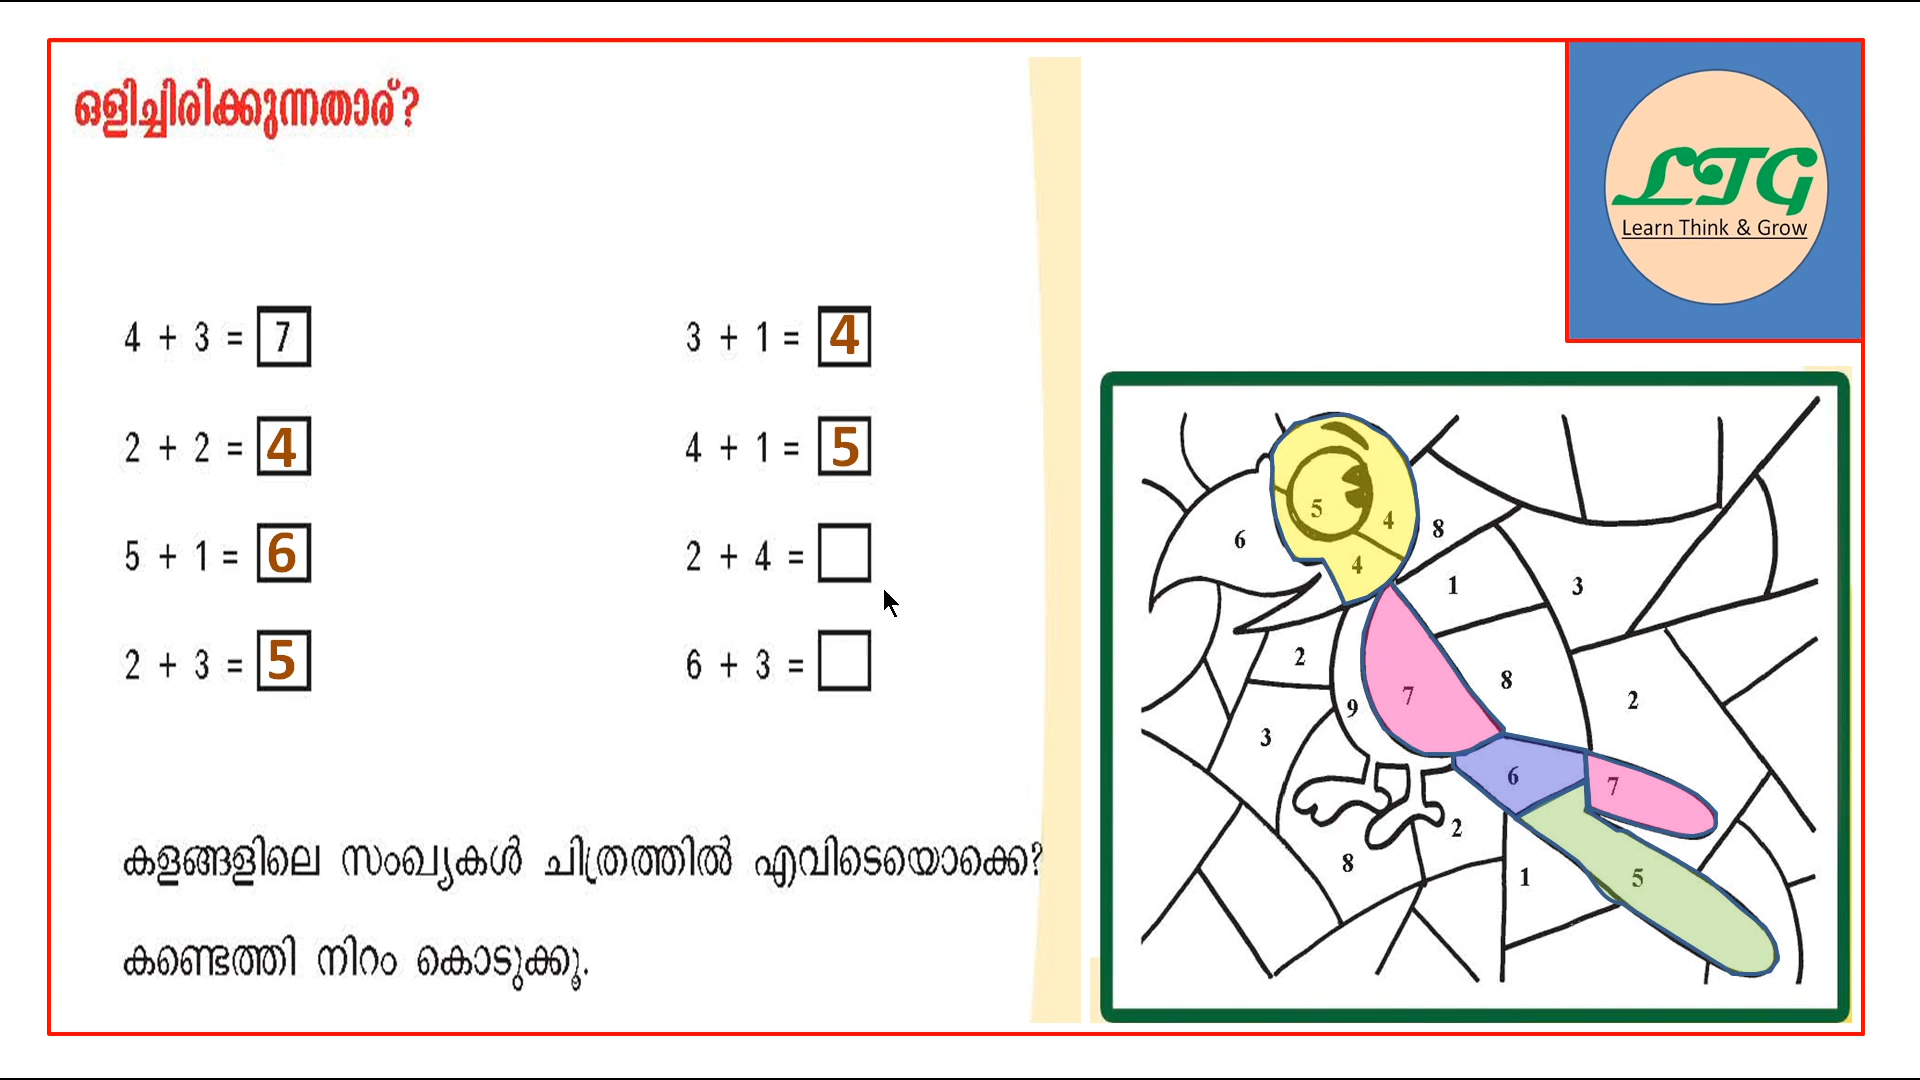 ഒളിച്ചിരിക്കുന്നതാര്?
LTG
Learn Think & Grow
4 + 3 = 7
3 + 1 = 4
2 + 2 = 4
4 + 1 = 5
5 + 1 = 6
2 + 4 =
2 + 3 = 5
6 + 3 =
കളങ്ങളിലെ സംഖ്യകൾ ചിത്രത്തിൽ എവിടെയൊക്കെ?
കണ്ടെത്തി നിറം കൊടുക്കൂ.
5
4
8
6
4
1
3
2
8
7
2
9
3
6
7
2
8
1
5